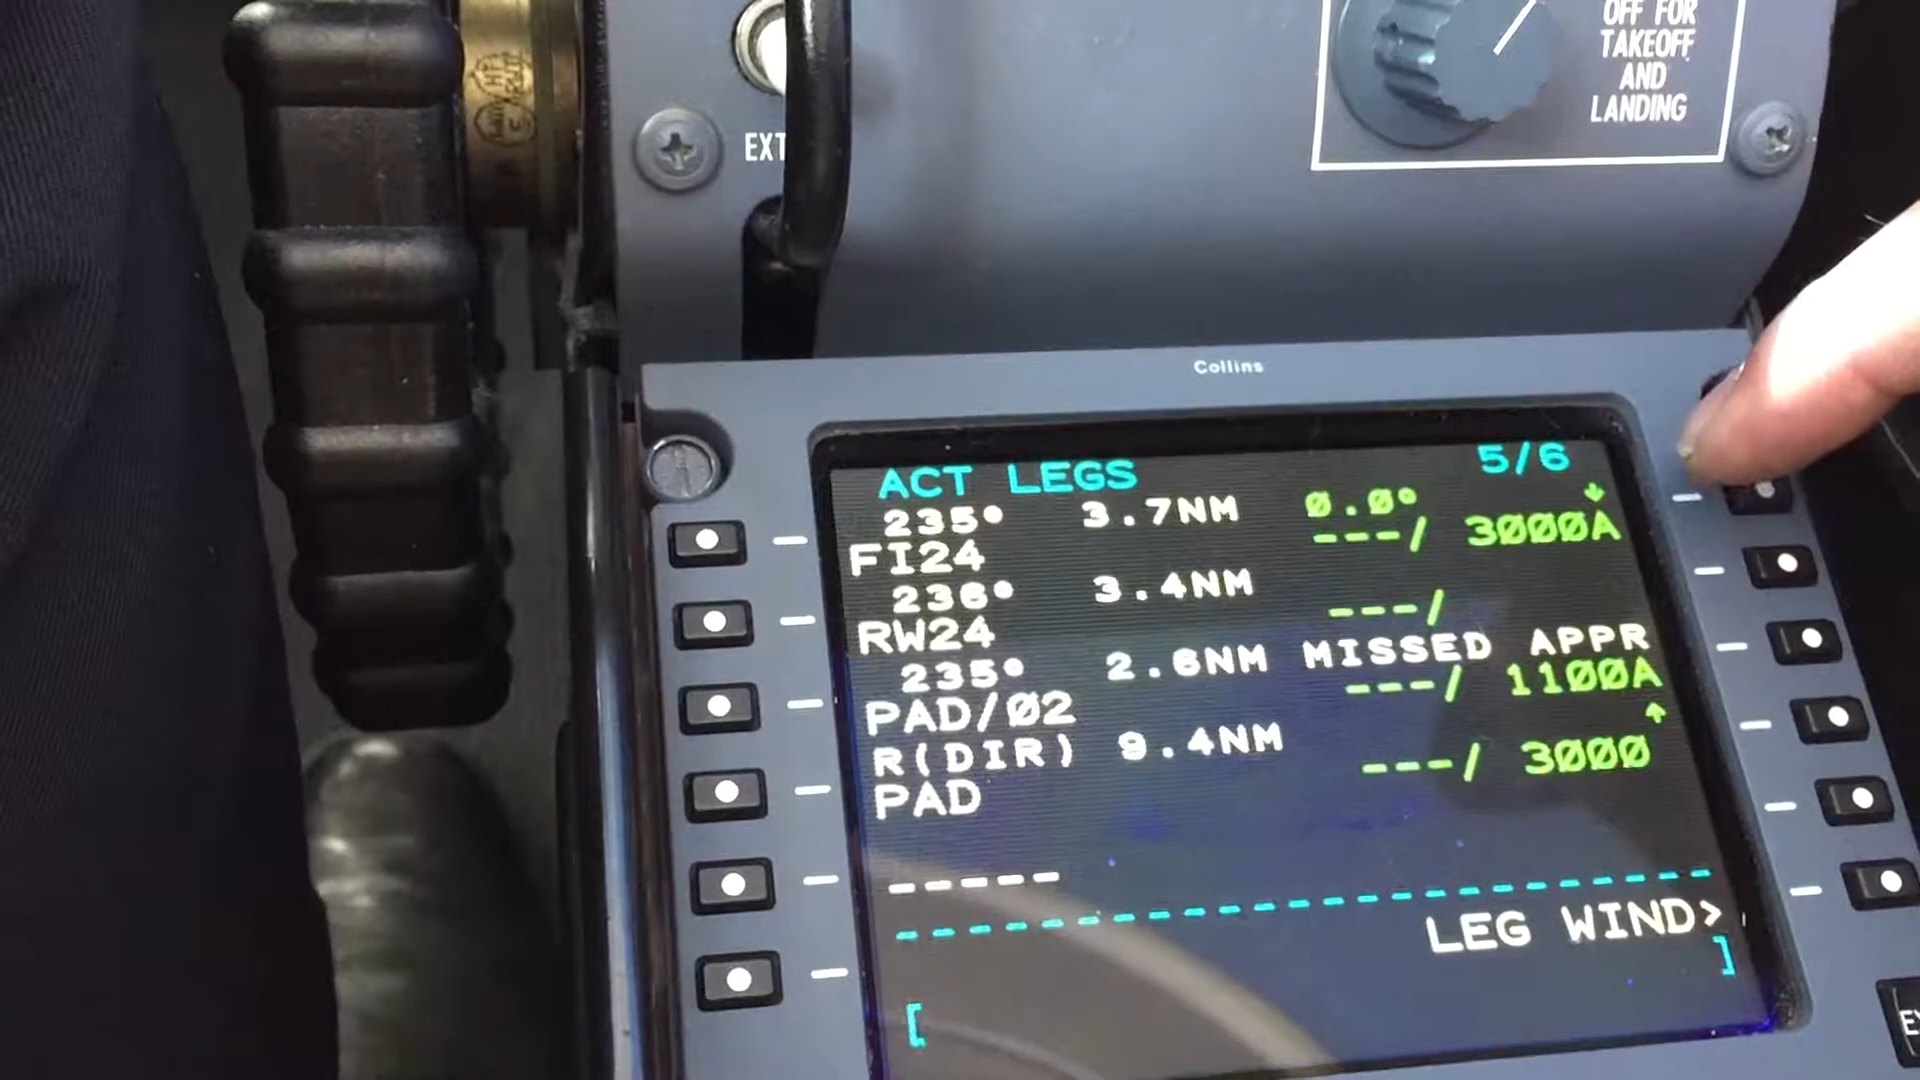 OFF FOR
TAKEOFF
AND
LANDING
EXT
Collins
ACT LEGS 5/6
235° 3.7NM 0.0° ↓
FI24 ---/ 3000A
236° 3.4NM
RW24 ---/
235° 2.6NM MISSED APPR
PAD/02 ---/ 1100A
R(DIR) 9.4NM ↑
PAD ---/ 3000
-----
--------------------
LEG WIND>
[ ]